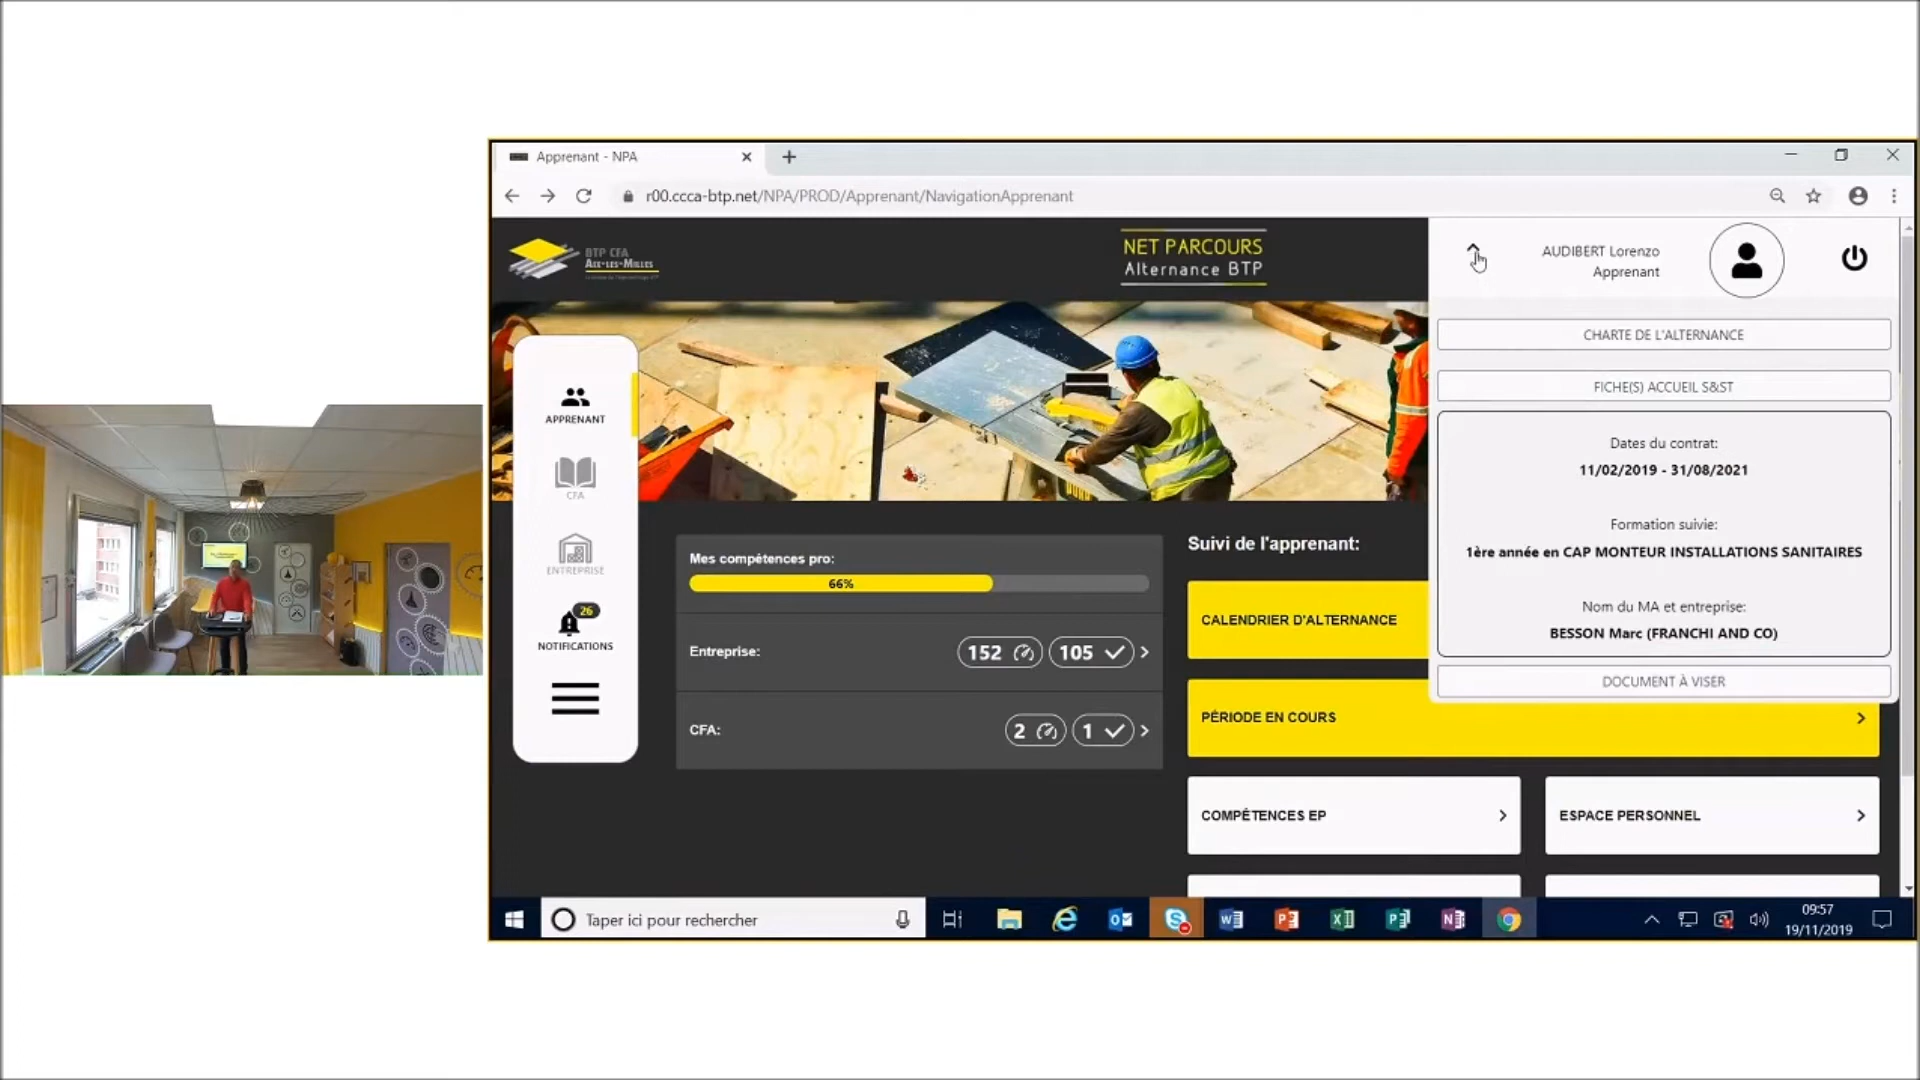 Apprenant - NPA
r00.ccca-btp.net/NPA/PROD/Apprenant/NavigationApprenant
BTP CFA
AIX-LES-MILLES
NET PARCOURS
Alternance BTP
AUDIBERT Lorenzo
Apprenant
CHARTE DE L'ALTERNANCE
FICHE(S) ACCUEIL S&ST
Dates du contrat:
11/02/2019 - 31/08/2021
Formation suivie:
1ère année en CAP MONTEUR INSTALLATIONS SANITAIRES
Nom du MA et entreprise:
BESSON Marc (FRANCHI AND CO)
DOCUMENT À VISER
APPRENANT
CFA
ENTREPRISE
26
NOTIFICATIONS
Mes compétences pro:
66%
Entreprise:
152
105
CFA:
2
1
Suivi de l'apprenant:
CALENDRIER D'ALTERNANCE
PÉRIODE EN COURS
COMPÉTENCES EP
ESPACE PERSONNEL
Taper ici pour rechercher
09:57
19/11/2019